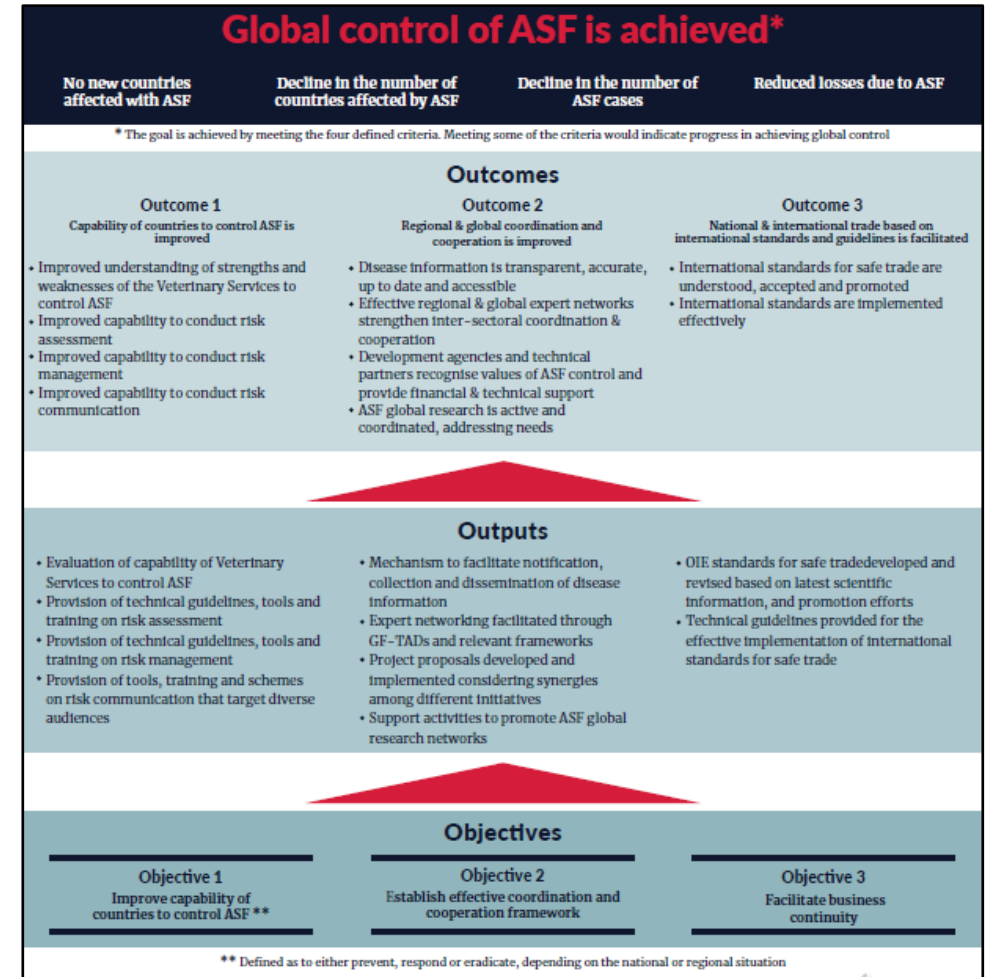 Global control of ASF is achieved*
No new countries
affected with ASF
Decline in the number of
countries affected by ASF
Decline in the number of
ASF cases
Reduced losses due to ASF
* The goal is achieved by meeting the four defined criteria. Meeting some of the criteria would indicate progress in achieving global control
Outcomes
Outcome 1
Capability of countries to control ASF is
improved
• Improved understanding of strengths and
weaknesses of the Veterinary Services to
control ASF
• Improved capability to conduct risk
assessment
• Improved capability to conduct risk
management
• Improved capability to conduct risk
communication
Outcome 2
Regional & global coordination and
cooperation is improved
• Disease information is transparent, accurate,
up to date and accessible
• Effective regional & global expert networks
strengthen inter-sectoral coordination &
cooperation
• Development agencies and technical
partners recognise values of ASF control and
provide financial & technical support
• ASF global research is active and
coordinated, addressing needs
Outcome 3
National & international trade based on
international standards and guidelines is facilitated
• International standards for safe trade are
understood, accepted and promoted
• International standards are implemented
effectively
Outputs
• Evaluation of capability of Veterinary
Services to control ASF
• Provision of technical guidelines, tools and
training on risk assessment
• Provision of technical guidelines, tools and
training on risk management
• Provision of tools, training and schemes
on risk communication that target diverse
audiences
• Mechanism to facilitate notification,
collection and dissemination of disease
information
• Expert networking facilitated through
GF-TADs and relevant frameworks
• Project proposals developed and
implemented considering synergies
among different initiatives
• Support activities to promote ASF global
research networks
• OIE standards for safe tradedeveloped and
revised based on latest scientific
information, and promotion efforts
• Technical guidelines provided for the
effective implementation of international
standards for safe trade
Objectives
Objective 1
Improve capability of
countries to control ASF **
Objective 2
Establish effective coordination and
cooperation framework
Objective 3
Facilitate business
continuity
** Defined as to either prevent, respond or eradicate, depending on the national or regional situation